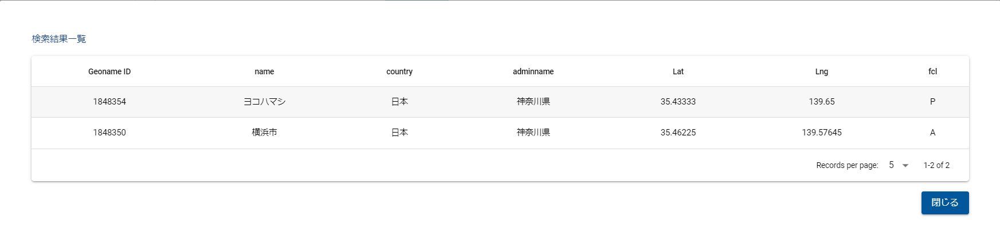 検索結果一覧
Geoname ID name country adminname Lat Lng fcl
1848354 ヨコハマシ 日本 神奈川県 35.43333 139.65 P
1848350 横浜市 日本 神奈川県 35.46225 139.57645 A
Records per page: 5 1-2 of 2
閉じる